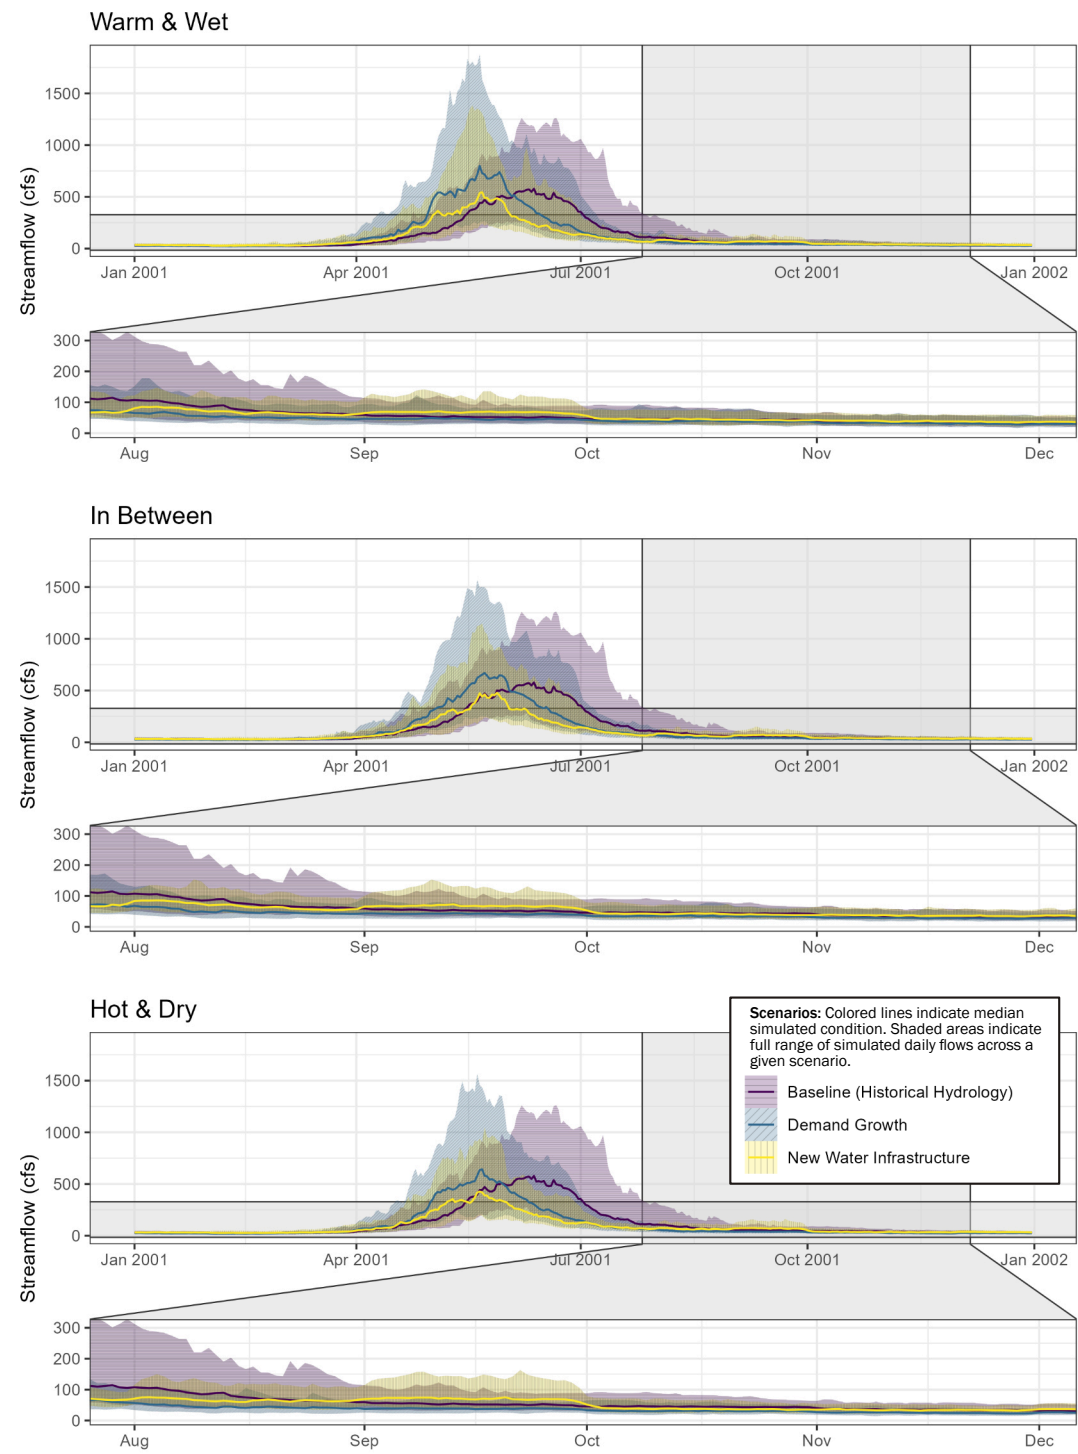 Warm & Wet
Streamflow (cfs)
1500
1000
500
0
Jan 2001 Apr 2001 Jul 2001 Oct 2001 Jan 2002
300
200
100
0
Aug Sep Oct Nov Dec
In Between
Streamflow (cfs)
1500
1000
500
0
Jan 2001 Apr 2001 Jul 2001 Oct 2001 Jan 2002
300
200
100
0
Aug Sep Oct Nov Dec
Hot & Dry
Scenarios: Colored lines indicate median
simulated condition. Shaded areas indicate
full range of simulated daily flows across a
given scenario.
Baseline (Historical Hydrology)
Demand Growth
New Water Infrastructure
Streamflow (cfs)
1500
1000
500
0
Jan 2001 Apr 2001 Jul 2001 Oct 2001 Jan 2002
300
200
100
0
Aug Sep Oct Nov Dec